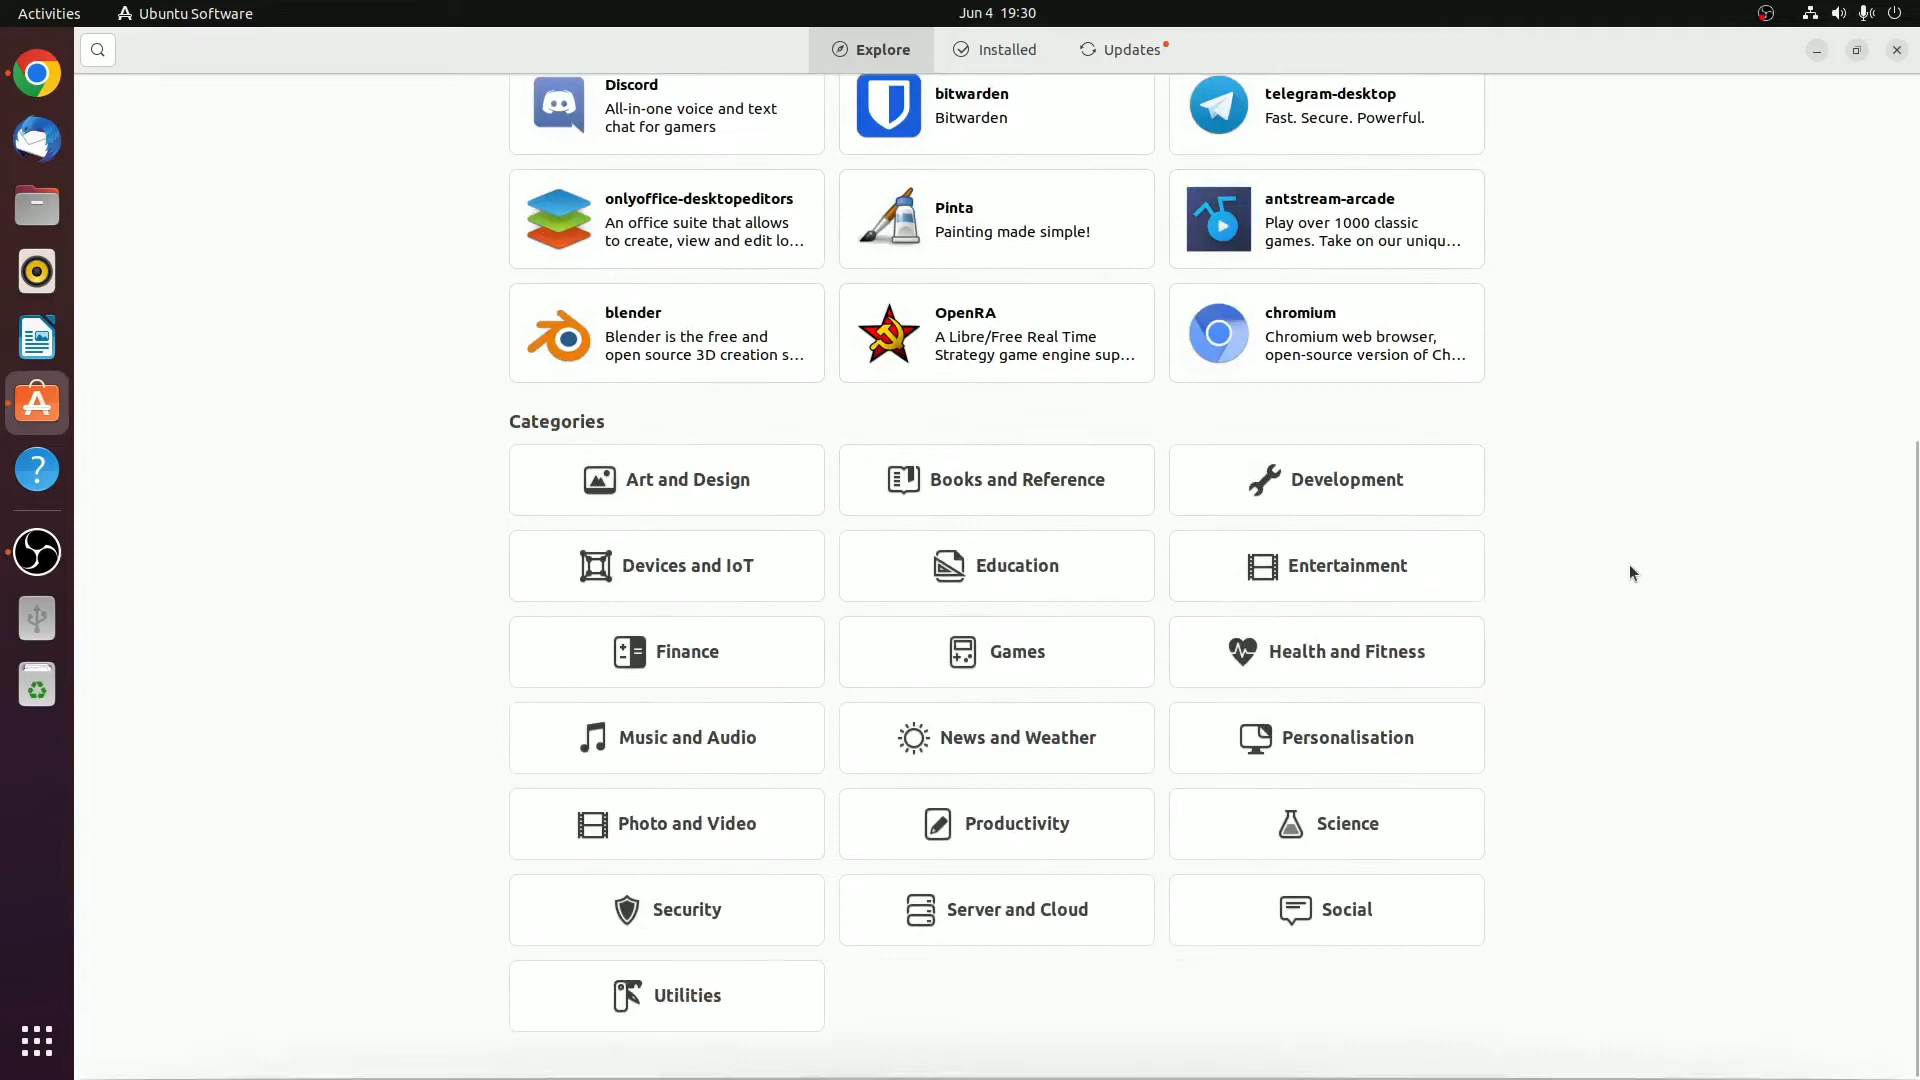 Activities
Ubuntu Software
Jun 4 19:30
Explore
Installed
Updates
Discord
All-in-one voice and text
chat for gamers
bitwarden
Bitwarden
telegram-desktop
Fast. Secure. Powerful.
onlyoffice-desktopeditors
An office suite that allows
to create, view and edit lo...
Pinta
Painting made simple!
antstream-arcade
Play over 1000 classic
games. Take on our uniqu...
blender
Blender is the free and
open source 3D creation s...
OpenRA
A Libre/Free Real Time
Strategy game engine sup...
chromium
Chromium web browser,
open-source version of Ch...
Categories
Art and Design
Books and Reference
Development
Devices and IoT
Education
Entertainment
Finance
Games
Health and Fitness
Music and Audio
News and Weather
Personalisation
Photo and Video
Productivity
Science
Security
Server and Cloud
Social
Utilities